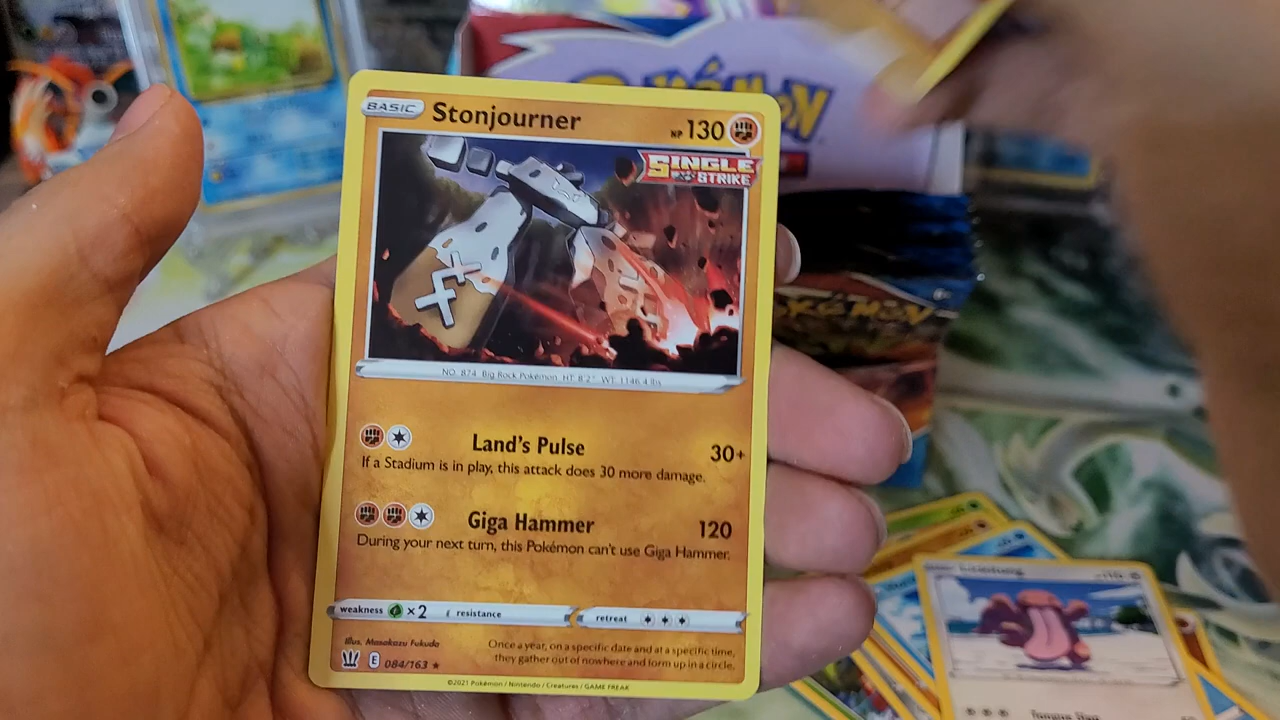 POKÉMON
BASIC Stonjourner HP 130
SINGLE
STRIKE
NO. 874 Big Rock Pokémon HT: 8'2" WT: 1146.4 lbs
Land's Pulse 30+
If a Stadium is in play, this attack does 30 more damage.
Giga Hammer 120
During your next turn, this Pokémon can't use Giga Hammer.
weakness ×2 resistance retreat
Illus. Masakazu Fukuda
Once a year, on a specific date and at a specific time,
they gather out of nowhere and form up in a circle.
E 084/163 ★
©2021 Pokémon / Nintendo / Creatures / GAME FREAK
POKÉMON